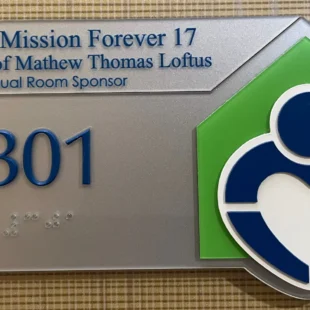 Mission Forever 17
of Mathew Thomas Loftus
ual Room Sponsor
301